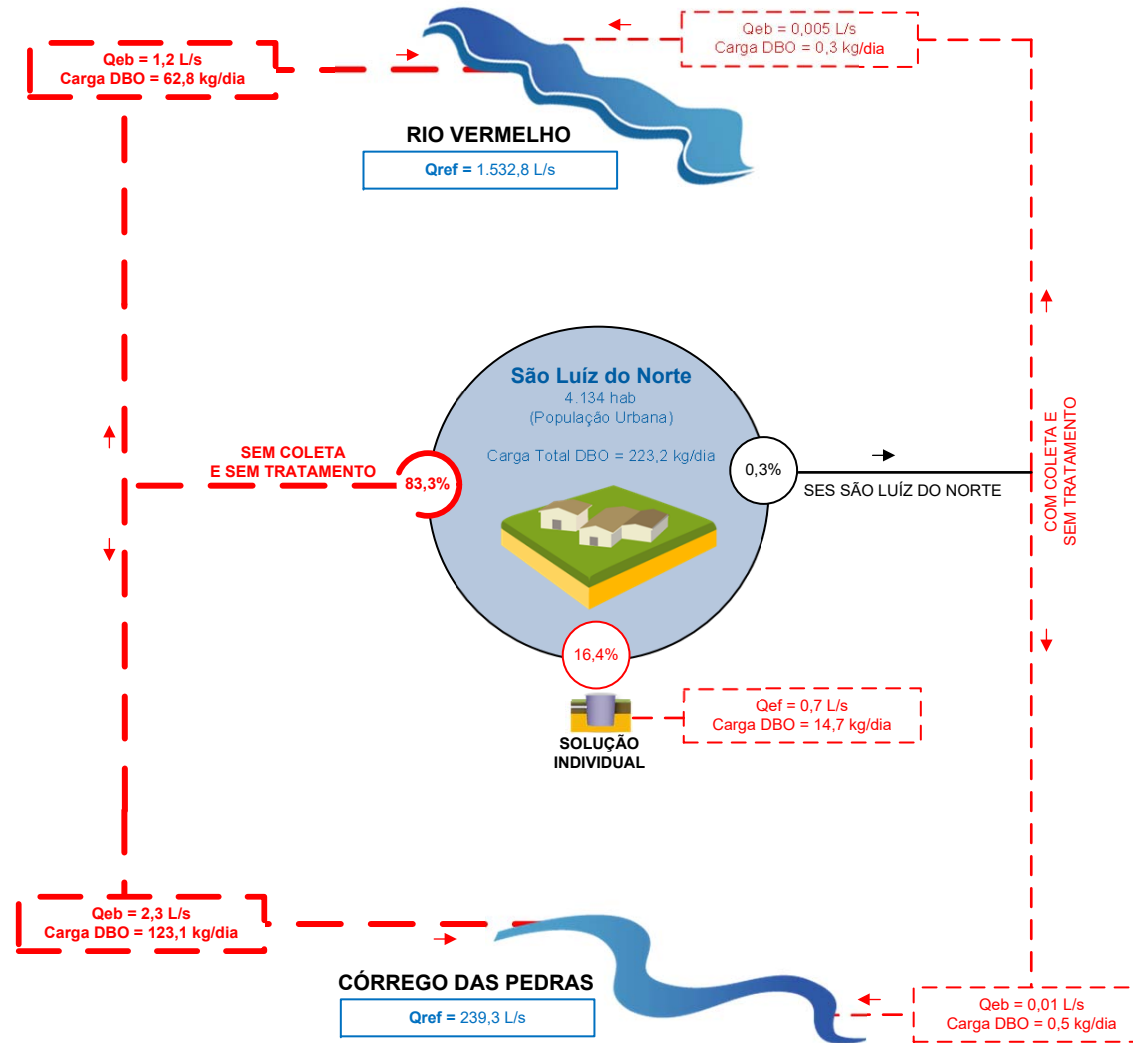 Qeb = 1,2 L/s
Carga DBO = 62,8 kg/dia
Qeb = 0,005 L/s
Carga DBO = 0,3 kg/dia
RIO VERMELHO
Qref = 1.532,8 L/s
São Luíz do Norte
4.134 hab
(População Urbana)
Carga Total DBO = 223,2 kg/dia
SEM COLETA
E SEM TRATAMENTO
83,3%
0,3%
SES SÃO LUÍZ DO NORTE
COM COLETA E
SEM TRATAMENTO
16,4%
SOLUÇÃO
INDIVIDUAL
Qef = 0,7 L/s
Carga DBO = 14,7 kg/dia
Qeb = 2,3 L/s
Carga DBO = 123,1 kg/dia
CÓRREGO DAS PEDRAS
Qref = 239,3 L/s
Qeb = 0,01 L/s
Carga DBO = 0,5 kg/dia